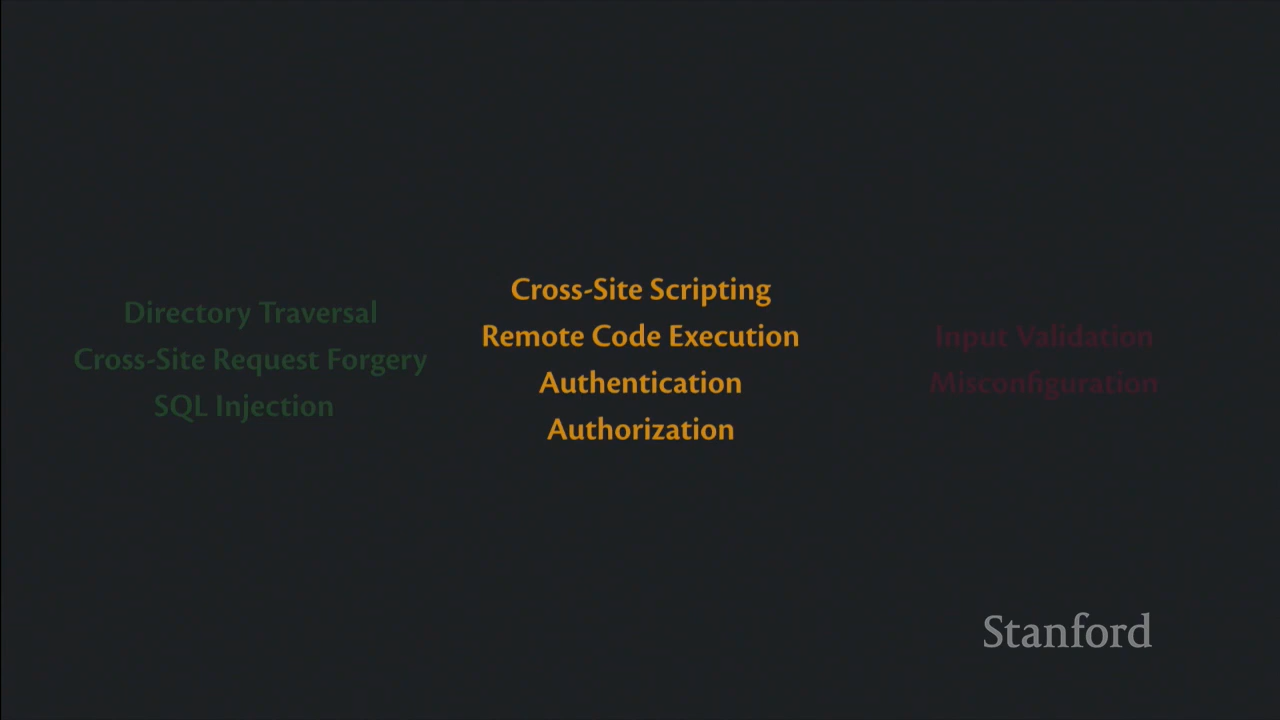 Directory Traversal
Cross-Site Request Forgery
SQL Injection
Cross-Site Scripting
Remote Code Execution
Authentication
Authorization
Input Validation
Misconfiguration
Stanford